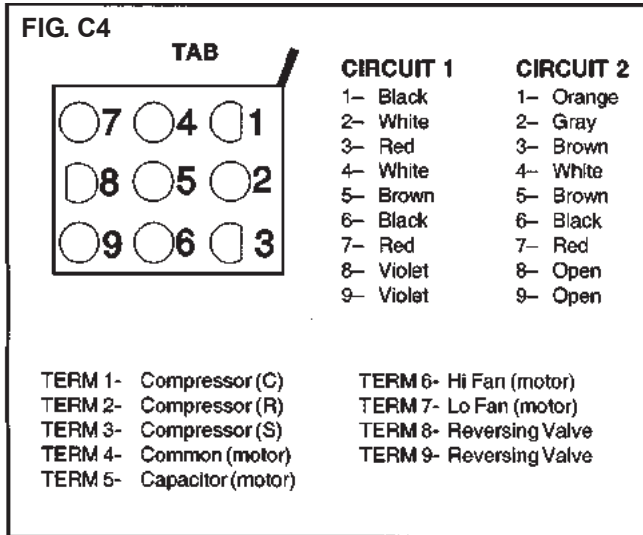 FIG. C4
TAB
7 4 1
8 5 2
9 6 3
CIRCUIT 1
1– Black
2– White
3– Red
4– White
5– Brown
6– Black
7– Red
8– Violet
9– Violet
CIRCUIT 2
1– Orange
2– Gray
3– Brown
4– White
5– Brown
6– Black
7– Red
8– Open
9– Open
TERM 1- Compressor (C)
TERM 2- Compressor (R)
TERM 3- Compressor (S)
TERM 4- Common (motor)
TERM 5- Capacitor (motor)
TERM 6- Hi Fan (motor)
TERM 7- Lo Fan (motor)
TERM 8- Reversing Valve
TERM 9- Reversing Valve